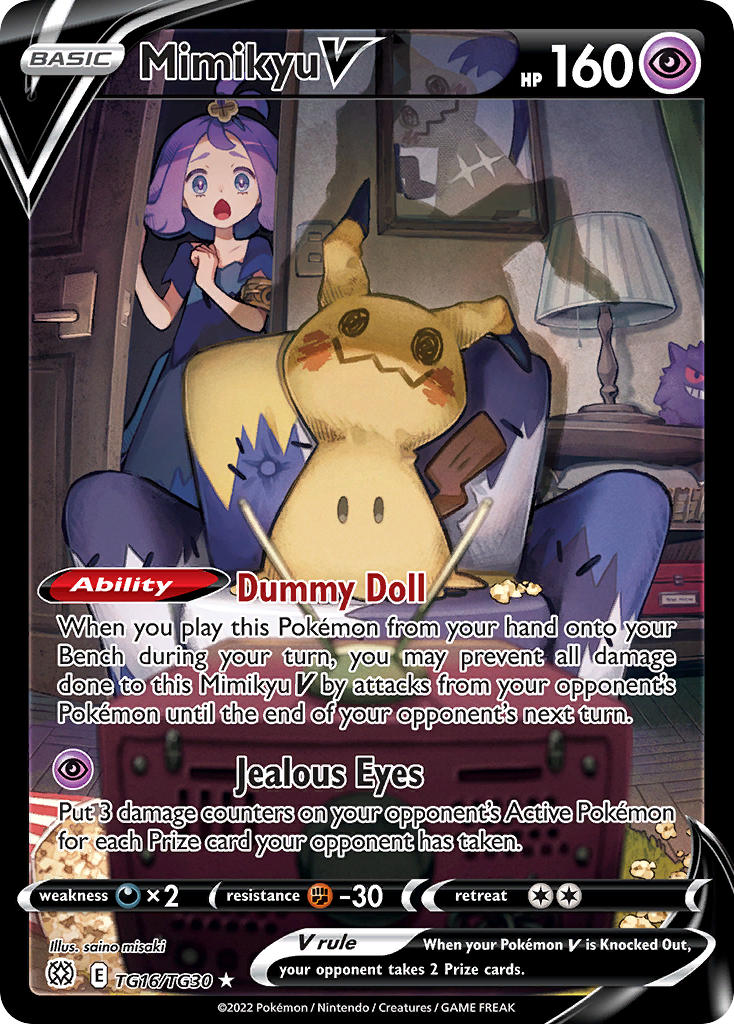 BASIC
Mimikyu V
HP 160
Ability Dummy Doll
When you play this Pokémon from your hand onto your
Bench during your turn, you may prevent all damage
done to this Mimikyu V by attacks from your opponent's
Pokémon until the end of your opponent's next turn.
Jealous Eyes
Put 3 damage counters on your opponent's Active Pokémon
for each Prize card your opponent has taken.
weakness ×2 resistance -30 retreat
Illus. saino misaki
V rule When your Pokémon V is Knocked Out,
your opponent takes 2 Prize cards.
E TG16/TG30 ★
©2022 Pokémon / Nintendo / Creatures / GAME FREAK